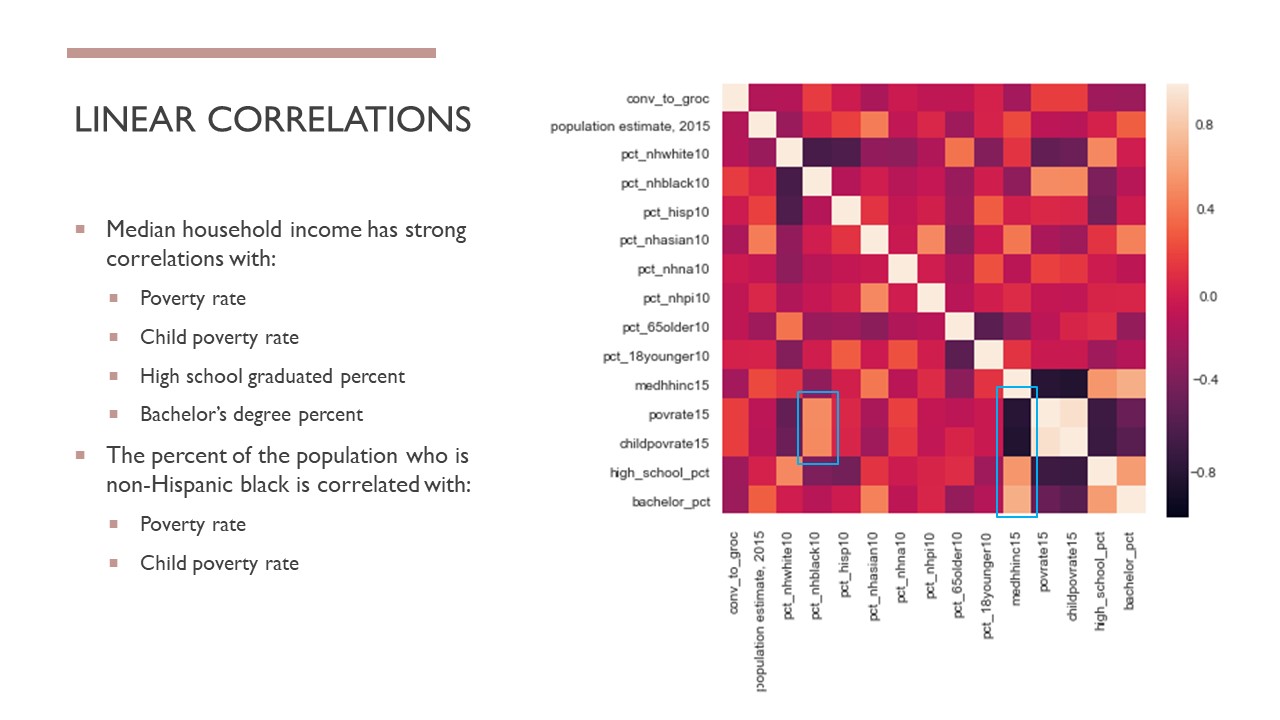 LINEAR CORRELATIONS
Median household income has strong
correlations with:
Poverty rate
Child poverty rate
High school graduated percent
Bachelor's degree percent
The percent of the population who is
non-Hispanic black is correlated with:
Poverty rate
Child poverty rate
conv_to_groc
population estimate, 2015
pct_nhwhite10
pct_nhblack10
pct_hisp10
pct_nhasian10
pct_nhna10
pct_nhpi10
pct_65older10
pct_18younger10
medhhinc15
povrate15
childpovrate15
high_school_pct
bachelor_pct
conv_to_groc
population estimate, 2015
pct_nhwhite10
pct_nhblack10
pct_hisp10
pct_nhasian10
pct_nhna10
pct_nhpi10
pct_65older10
pct_18younger10
medhhinc15
povrate15
childpovrate15
high_school_pct
bachelor_pct
0.8
0.4
0.0
−0.4
−0.8